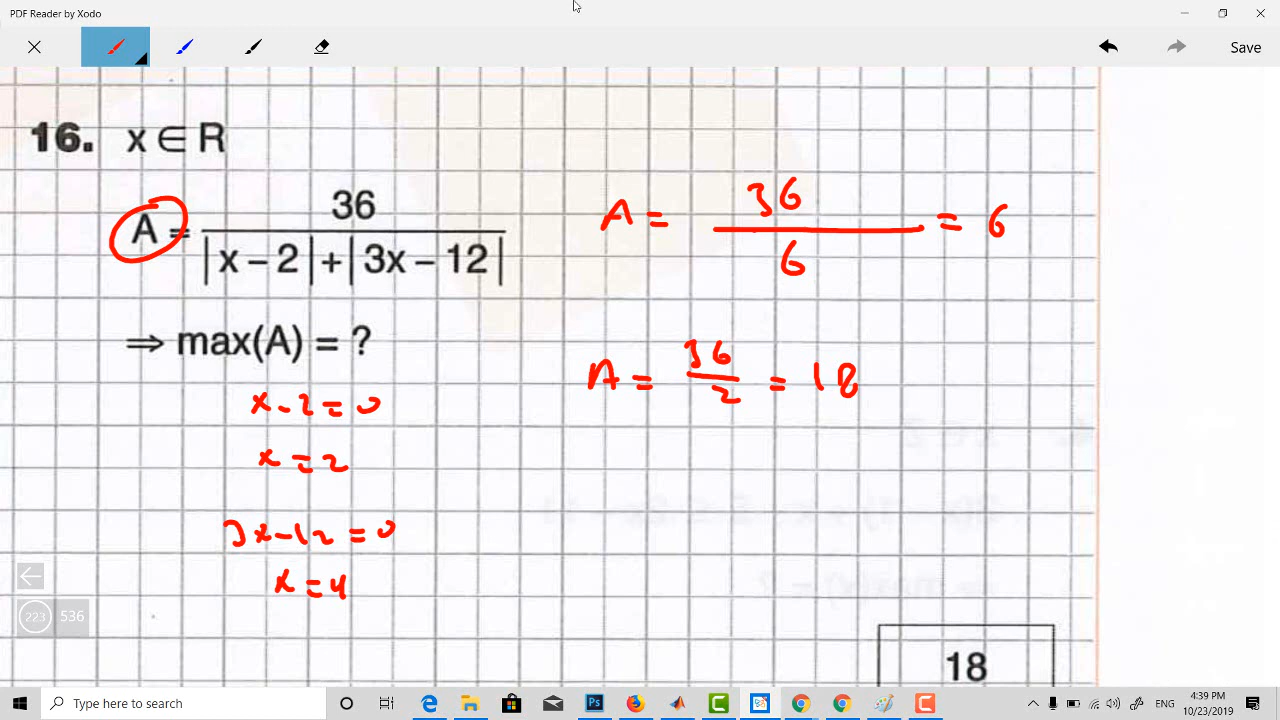 PDF Reader by Xodo
Save
16. x ∈ R
A = 36 / |x − 2| + |3x − 12|
⇒ max(A) = ?
x - 2 = 0
x = 2
3x - 12 = 0
x = 4
A = 36 / 6 = 6
A = 36 / 2 = 18
223 536
18
Type here to search
ENG
4:39 PM
10/23/2019